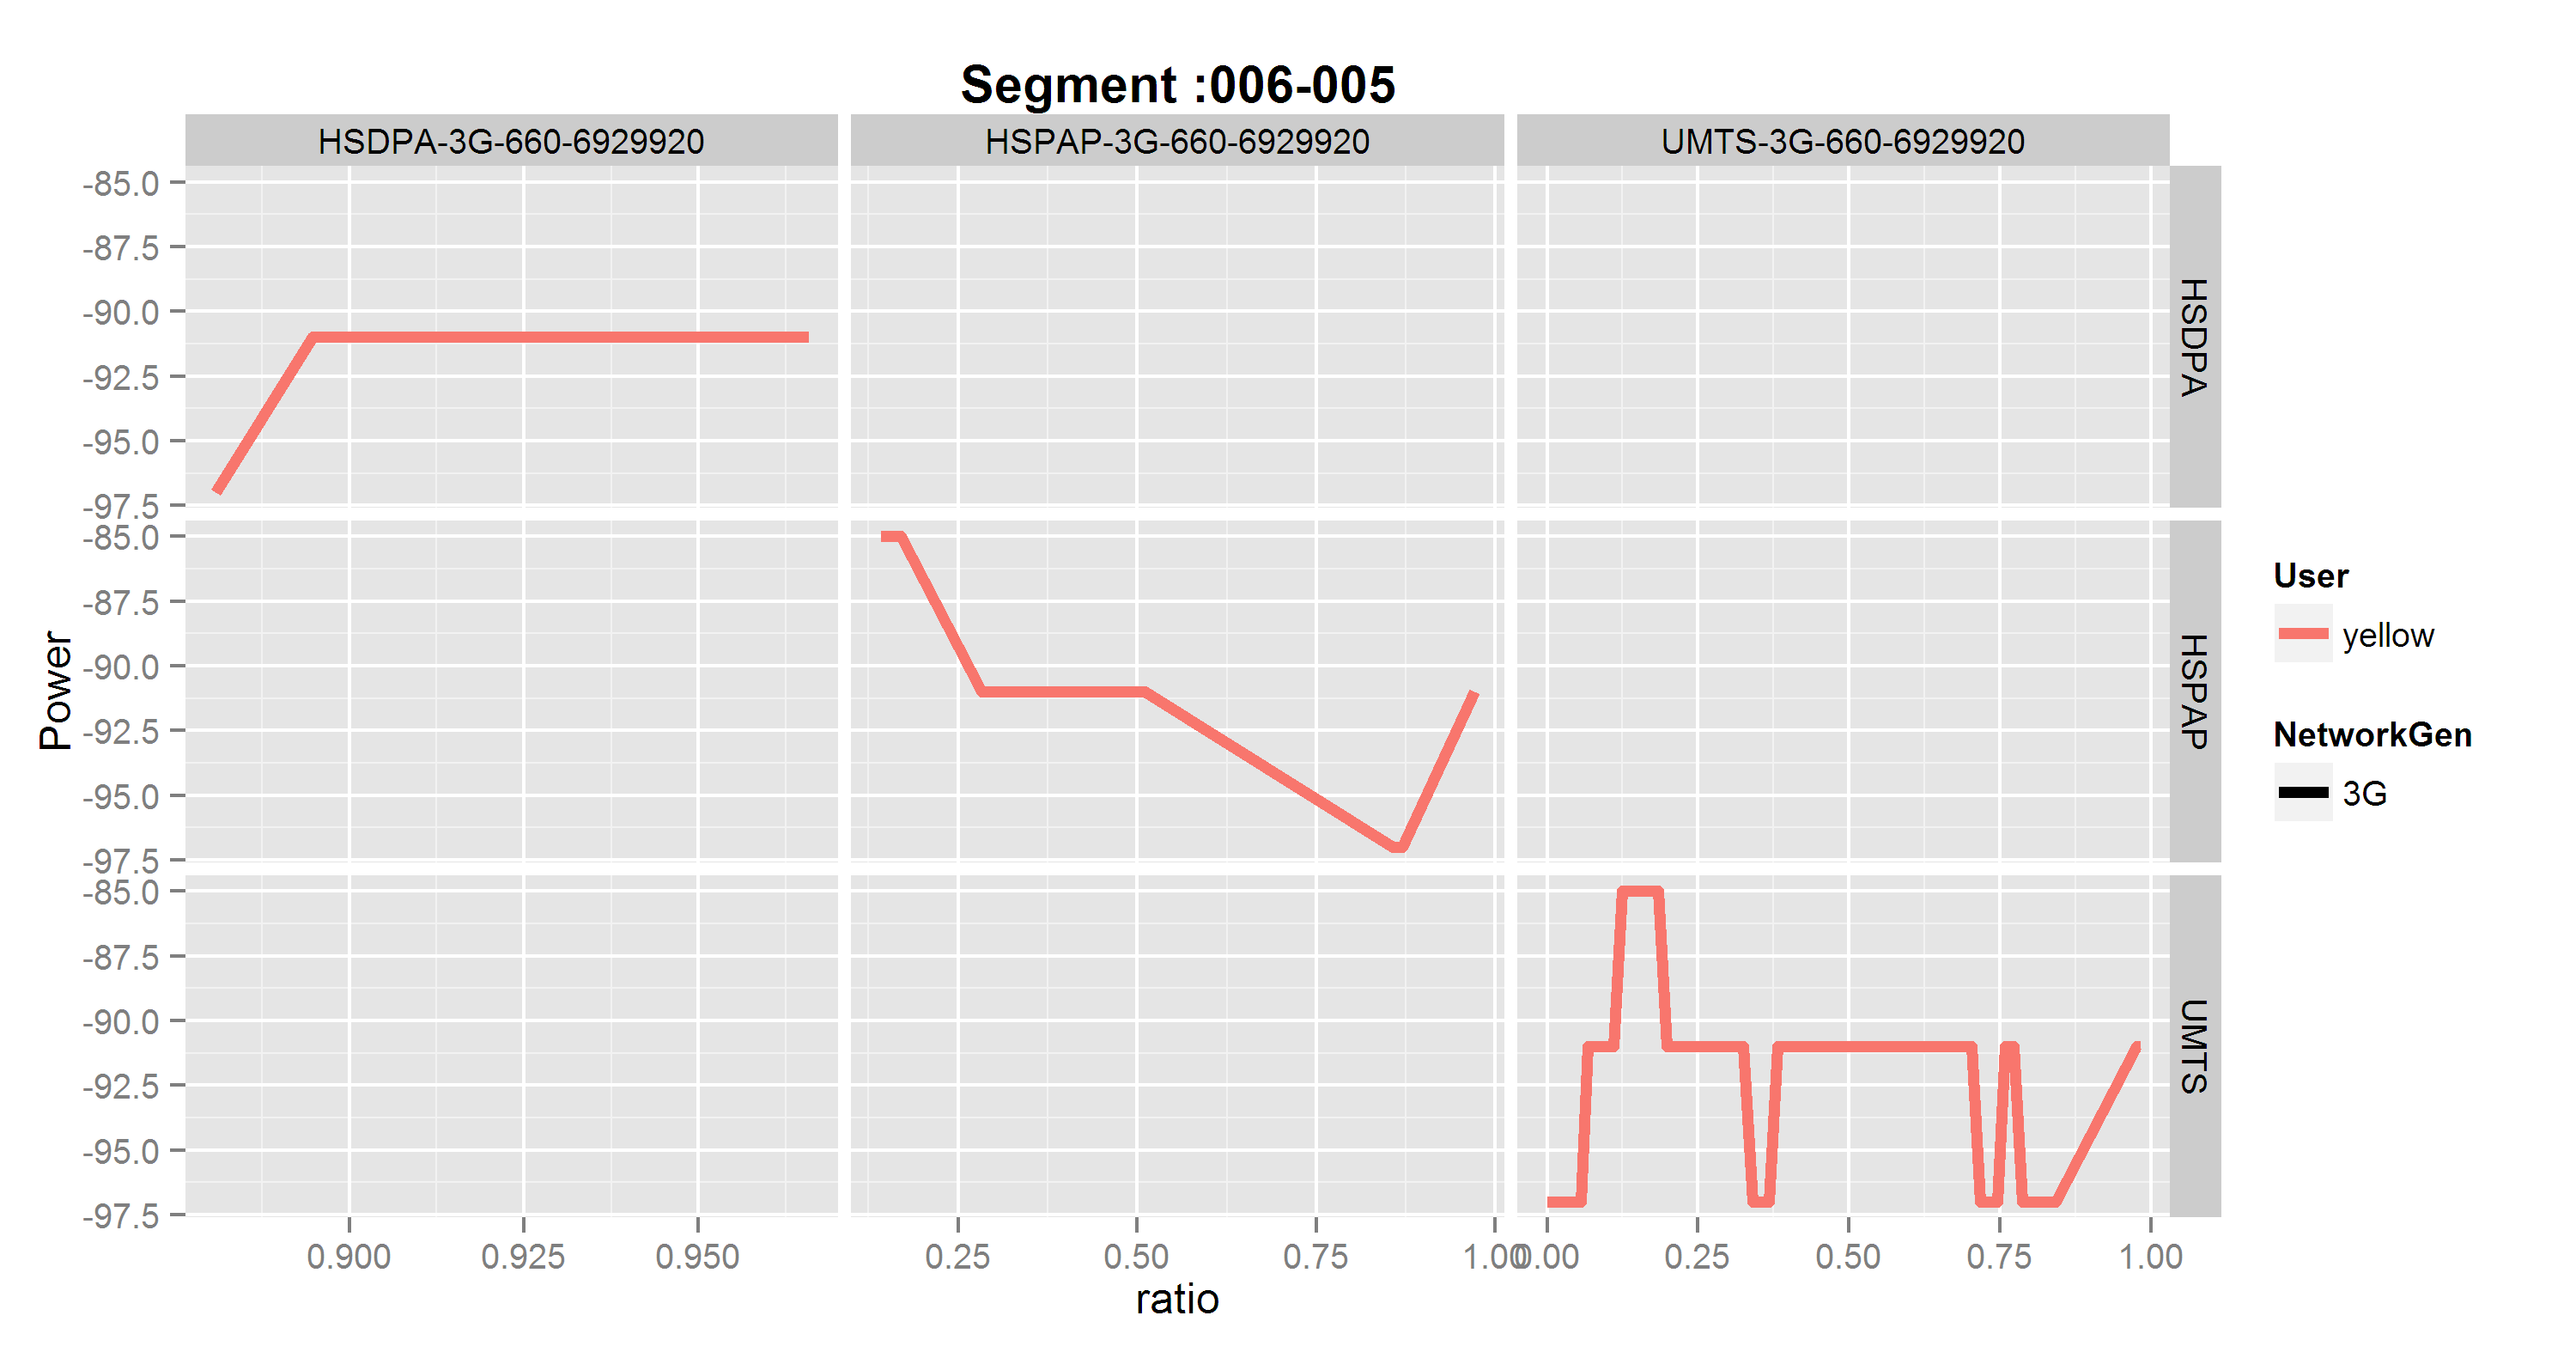 Segment :006-005
HSDPA-3G-660-6929920
HSPAP-3G-660-6929920
UMTS-3G-660-6929920
-85.0
-87.5
-90.0
-92.5
-95.0
-97.5
HSDPA
-85.0
-87.5
-90.0
-92.5
-95.0
-97.5
HSPAP
-85.0
-87.5
-90.0
-92.5
-95.0
-97.5
UMTS
Power
0.900
0.925
0.950
0.25
0.50
0.75
1.00
0.00
0.25
0.50
0.75
1.00
ratio
User
yellow
NetworkGen
3G